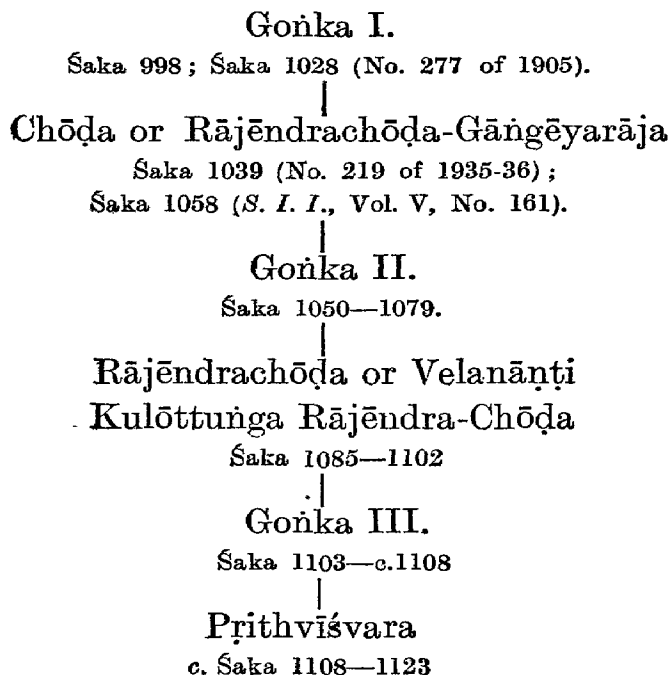 Goṅka I.
Śaka 998 ; Śaka 1028 (No. 277 of 1905).
Chōḍa or Rājēndrachōḍa-Gāṅgēyarāja
Śaka 1039 (No. 219 of 1935-36) ;
Śaka 1058 (S. I. I., Vol. V, No. 161).
Goṅka II.
Śaka 1050—1079.
Rājēndrachōḍa or Velanāṇṭi
Kulōttuṅga Rājēndra-Chōḍa
Śaka 1085—1102
Goṅka III.
Śaka 1103—c.1108
Pṛithvīśvara
c. Śaka 1108—1123